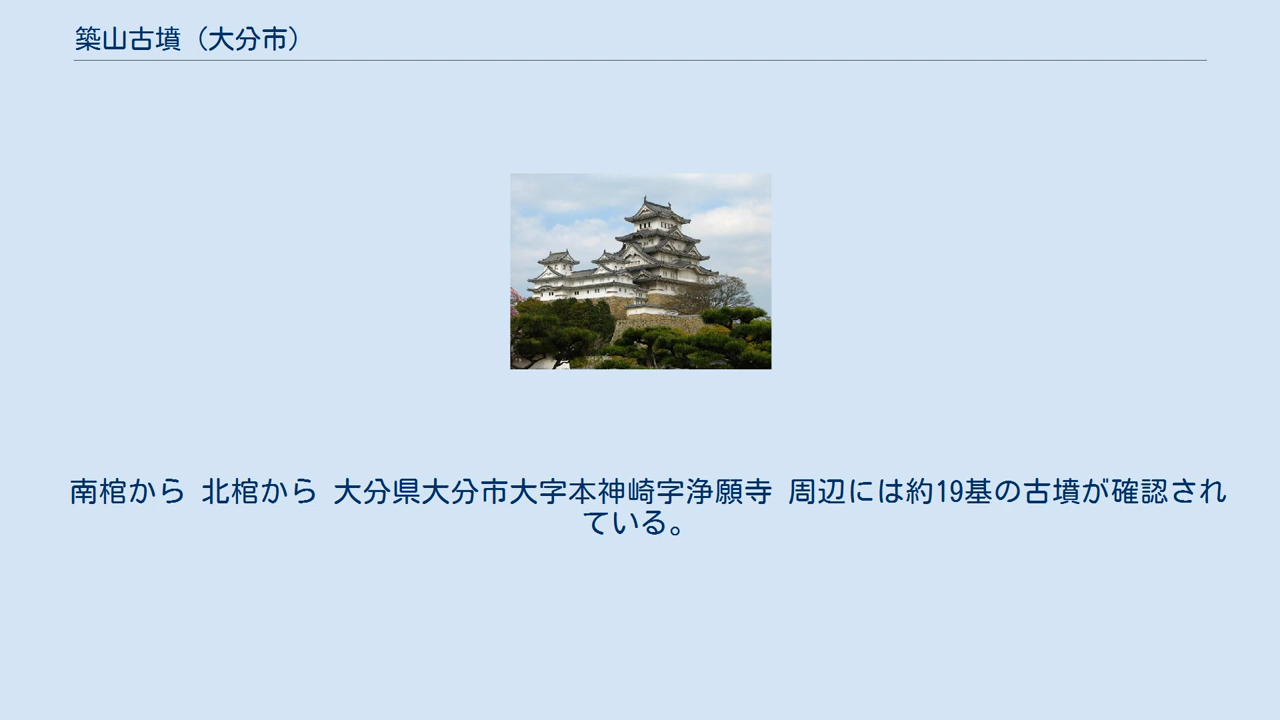 築山古墳（大分市）
南棺から 北棺から 大分県大分市大字本神崎字浄願寺 周辺には約19基の古墳が確認され
ている。